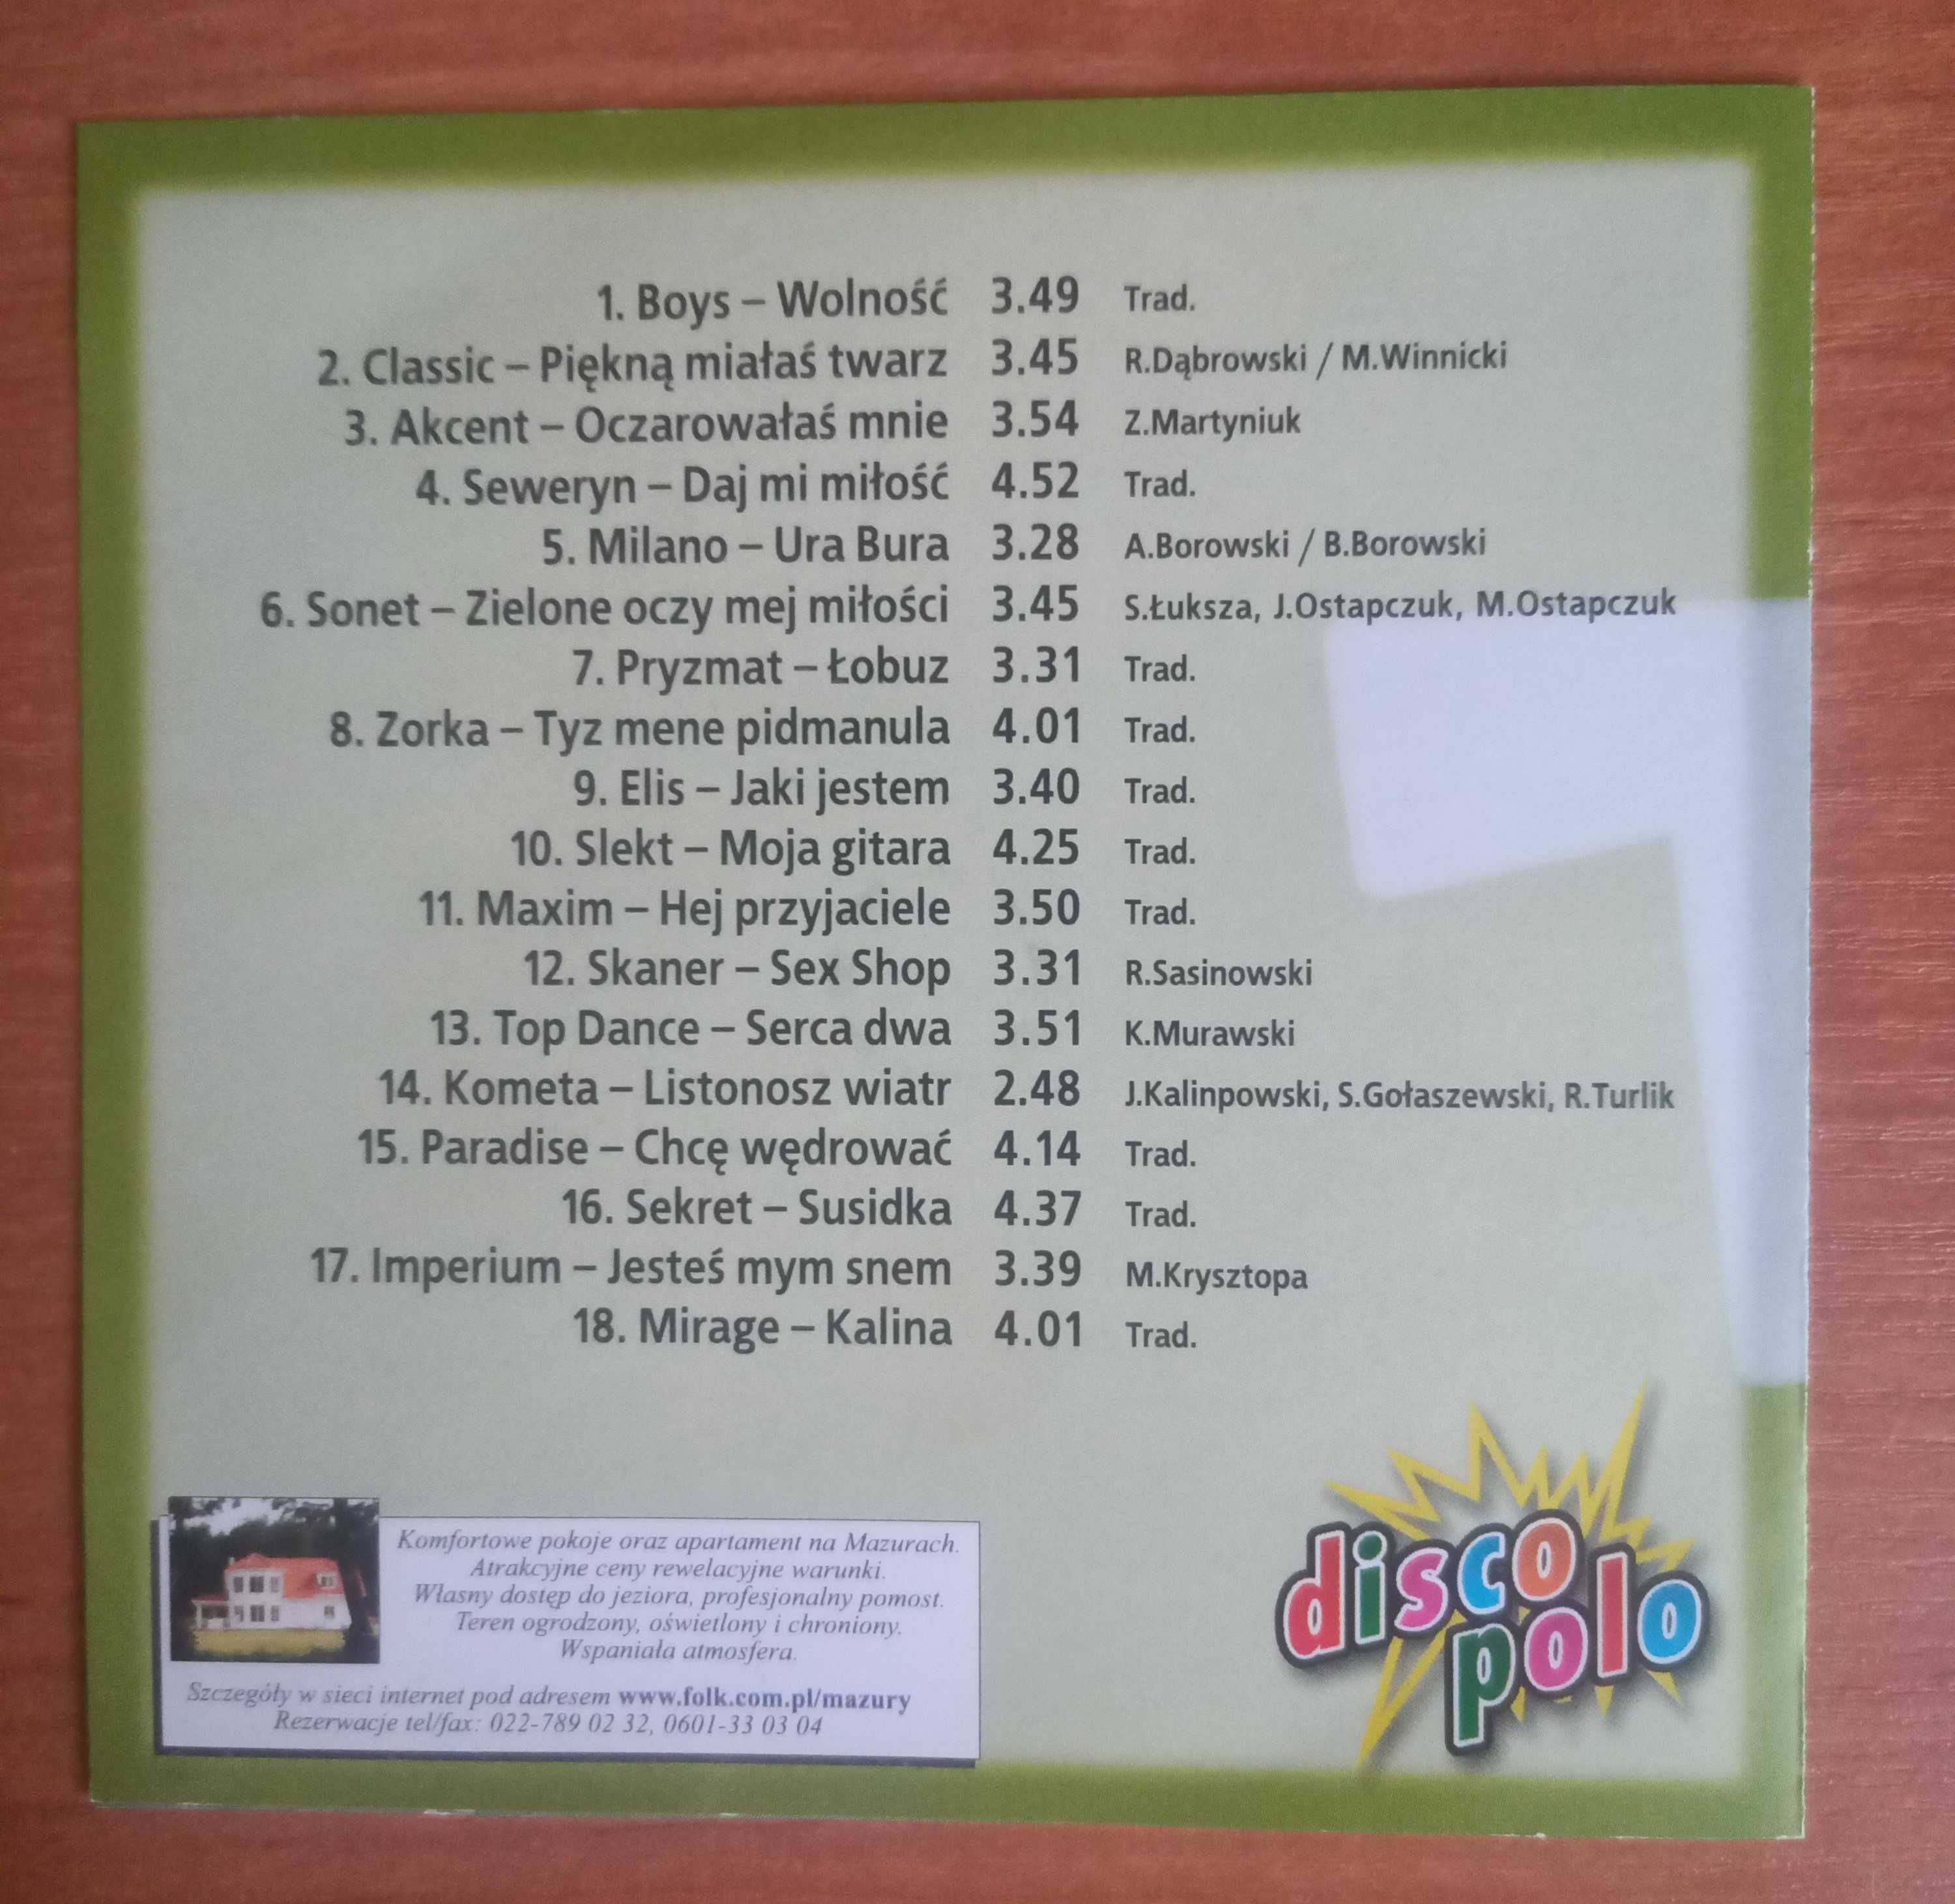 1. Boys – Wolność 3.49 Trad.
2. Classic – Piękną miałaś twarz 3.45 R.Dąbrowski / M.Winnicki
3. Akcent – Oczarowałaś mnie 3.54 Z.Martyniuk
4. Seweryn – Daj mi miłość 4.52 Trad.
5. Milano – Ura Bura 3.28 A.Borowski / B.Borowski
6. Sonet – Zielone oczy mej miłości 3.45 S.Łuksza, J.Ostapczuk, M.Ostapczuk
7. Pryzmat – Łobuz 3.31 Trad.
8. Zorka – Tyz mene pidmanula 4.01 Trad.
9. Elis – Jaki jestem 3.40 Trad.
10. Slekt – Moja gitara 4.25 Trad.
11. Maxim – Hej przyjaciele 3.50 Trad.
12. Skaner – Sex Shop 3.31 R.Sasinowski
13. Top Dance – Serca dwa 3.51 K.Murawski
14. Kometa – Listonosz wiatr 2.48 J.Kalinpowski, S.Gołaszewski, R.Turlik
15. Paradise – Chcę wędrować 4.14 Trad.
16. Sekret – Susidka 4.37 Trad.
17. Imperium – Jesteś mym snem 3.39 M.Krysztopa
18. Mirage – Kalina 4.01 Trad.
Komfortowe pokoje oraz apartament na Mazurach.
Atrakcyjne ceny rewelacyjne warunki.
Własny dostęp do jeziora, profesjonalny pomost.
Teren ogrodzony, oświetlony i chroniony.
Wspaniała atmosfera.
Szczegóły w sieci internet pod adresem www.folk.com.pl/mazury
Rezerwacje tel/fax: 022-789 02 32, 0601-33 03 04
disco
polo